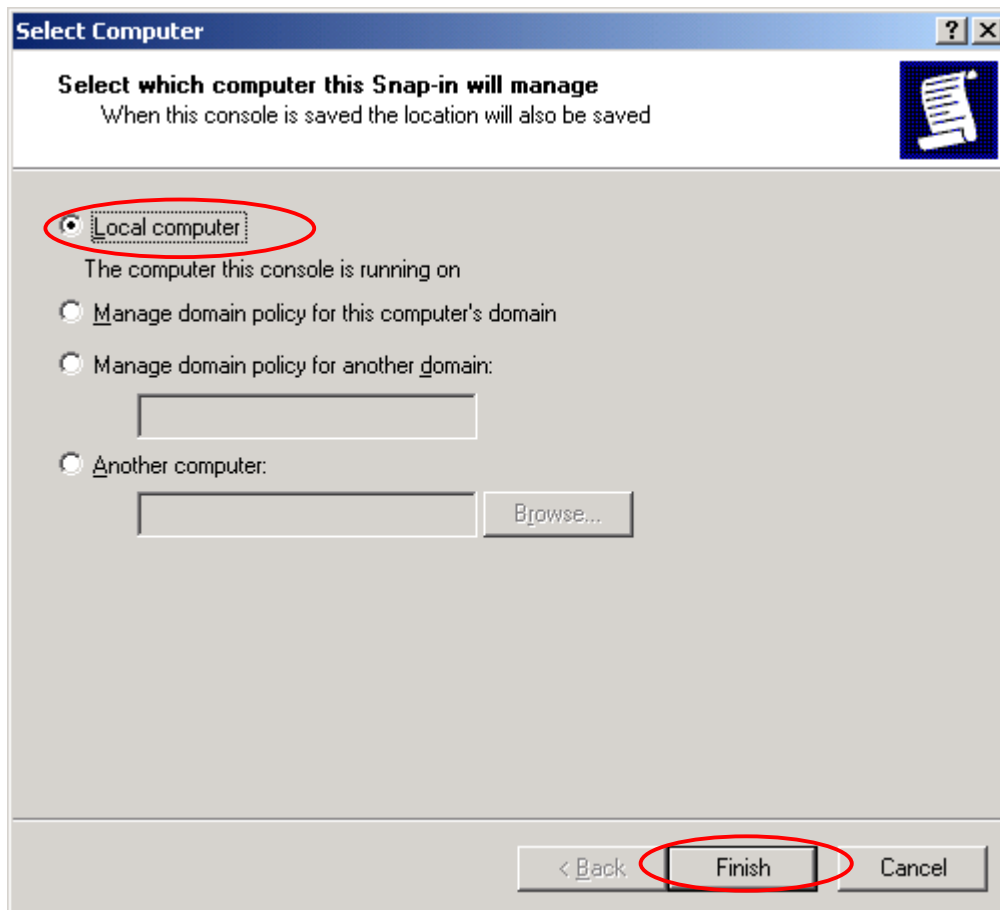 Select Computer
Select which computer this Snap-in will manage
When this console is saved the location will also be saved
Local computer
The computer this console is running on
Manage domain policy for this computer's domain
Manage domain policy for another domain:
Another computer:
Browse...
< Back
Finish
Cancel